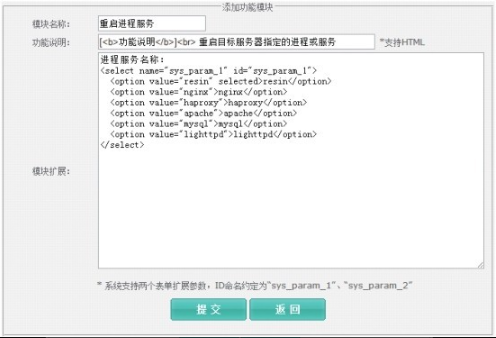 添加功能模块
模块名称: 重启进程服务
功能说明: [<b>功能说明</b>]<br> 重启目标服务器指定的进程或服务 *支持HTML
进程服务名称:
<select name="sys_param_1" id="sys_param_1">
<option value="resin" selected>resin</option>
<option value="nginx">nginx</option>
<option value="haproxy">haproxy</option>
<option value="apache">apache</option>
<option value="mysql">mysql</option>
<option value="lighttpd">lighttpd</option>
</select>
模块扩展:
* 系统支持两个表单扩展参数，ID命名约定为"sys_param_1"、"sys_param_2"
提交 返回